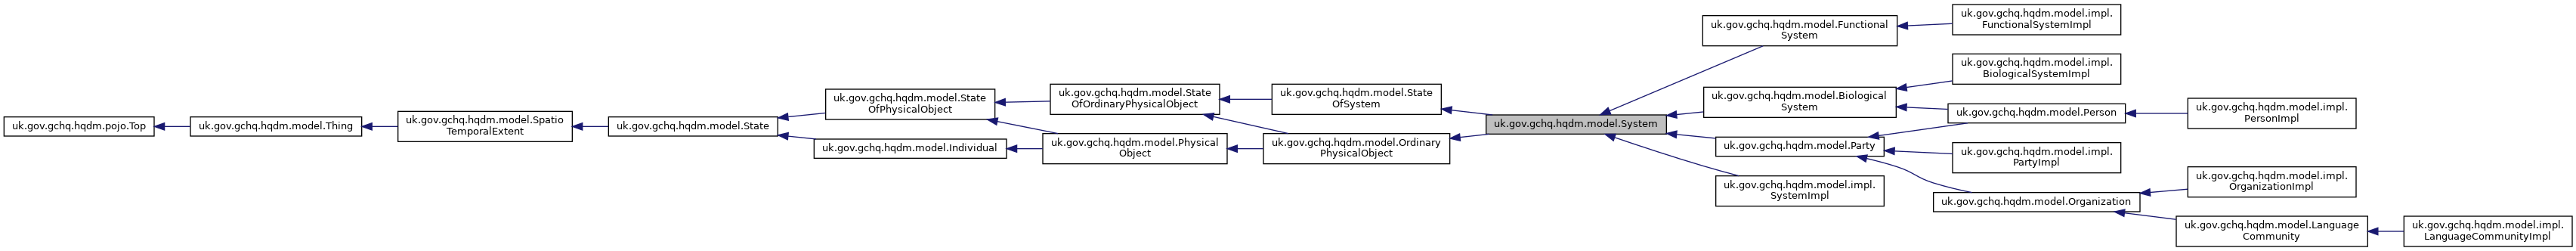 uk.gov.gchq.hqdm.pojo.Top
uk.gov.gchq.hqdm.model.Thing
uk.gov.gchq.hqdm.model.Spatio
TemporalExtent
uk.gov.gchq.hqdm.model.State
uk.gov.gchq.hqdm.model.State
OfPhysicalObject
uk.gov.gchq.hqdm.model.Individual
uk.gov.gchq.hqdm.model.State
OfOrdinaryPhysicalObject
uk.gov.gchq.hqdm.model.Physical
Object
uk.gov.gchq.hqdm.model.State
OfSystem
uk.gov.gchq.hqdm.model.Ordinary
PhysicalObject
uk.gov.gchq.hqdm.model.System
uk.gov.gchq.hqdm.model.Functional
System
uk.gov.gchq.hqdm.model.Biological
System
uk.gov.gchq.hqdm.model.Party
uk.gov.gchq.hqdm.model.impl.
SystemImpl
uk.gov.gchq.hqdm.model.impl.
FunctionalSystemImpl
uk.gov.gchq.hqdm.model.impl.
BiologicalSystemImpl
uk.gov.gchq.hqdm.model.Person
uk.gov.gchq.hqdm.model.impl.
PartyImpl
uk.gov.gchq.hqdm.model.Organization
uk.gov.gchq.hqdm.model.impl.
PersonImpl
uk.gov.gchq.hqdm.model.impl.
OrganizationImpl
uk.gov.gchq.hqdm.model.Language
Community
uk.gov.gchq.hqdm.model.impl.
LanguageCommunityImpl